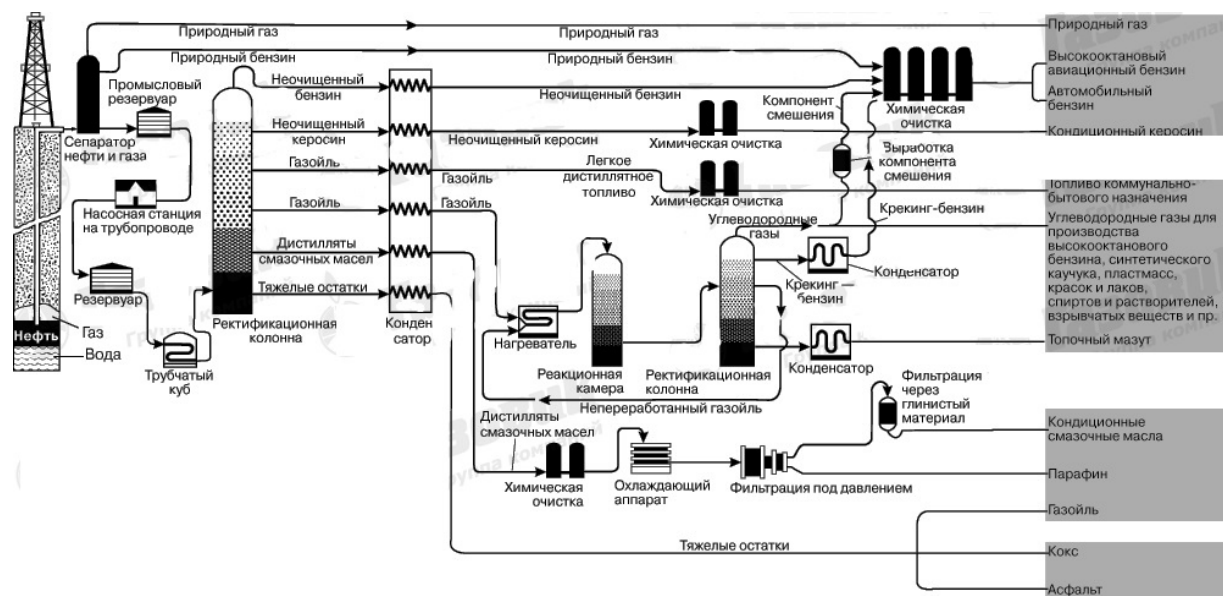 Природный газ
Природный газ
Природный газ
Природный бензин
Природный бензин
Неочищенный
бензин
Неочищенный бензин
Высокооктановый
авиационный бензин
Автомобильный
бензин
Химическая
очистка
Компонент
смешения
Промысловый
резервуар
Сепаратор
нефти и газа
Неочищенный
керосин
Неочищенный керосин
Химическая очистка
Кондиционный керосин
Выработка
компонента
смешения
Газойль
Газойль
Легкое
дистиллятное
топливо
Химическая очистка
Топливо коммунально-
бытового назначения
Насосная станция
на трубопроводе
Газойль
Газойль
Углеводородные
газы
Крекинг-бензин
Углеводородные газы для
производства
высокооктанового
бензина, синтетического
каучука, пластмасс,
красок и лаков,
спиртов и растворителей,
взрывчатых веществ и пр.
Дистилляты
смазочных масел
Конденсатор
Крекинг —
бензин
Тяжелые остатки
Резервуар
Газ
Нефть
Вода
Трубчатый
куб
Ректификационная
колонна
Конден
сатор
Нагреватель
Реакционная
камера
Ректификационная
колонна
Конденсатор
Топочный мазут
Непереработанный газойль
Дистилляты
смазочных масел
Фильтрация
через
глинистый
материал
Кондиционные
смазочные масла
Химическая
очистка
Охлаждающий
аппарат
Фильтрация под давлением
Парафин
Газойль
Тяжелые остатки
Кокс
Асфальт